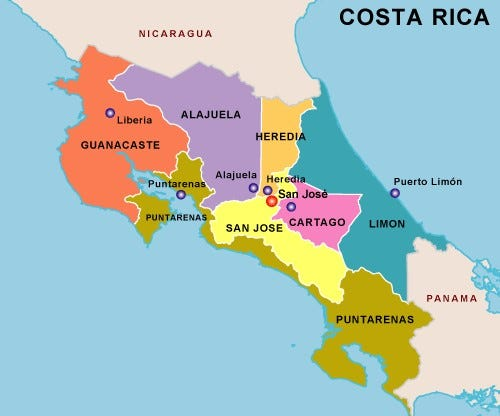 COSTA RICA
NICARAGUA
Liberia
ALAJUELA
HEREDIA
GUANACASTE
Puntarenas
Alajuela
Heredia
Puerto Limón
San José
PUNTARENAS
SAN JOSE
CARTAGO
LIMON
PANAMA
PUNTARENAS